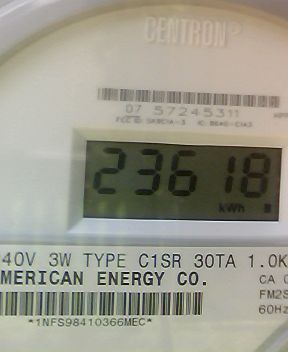 CENTRON®
07 57245311
23618
kWh
40V 3W TYPE C1SR 30TA 1.0K
MERICAN ENERGY CO.
CA
FM2S
60Hz
*1NFS98410366MEC*